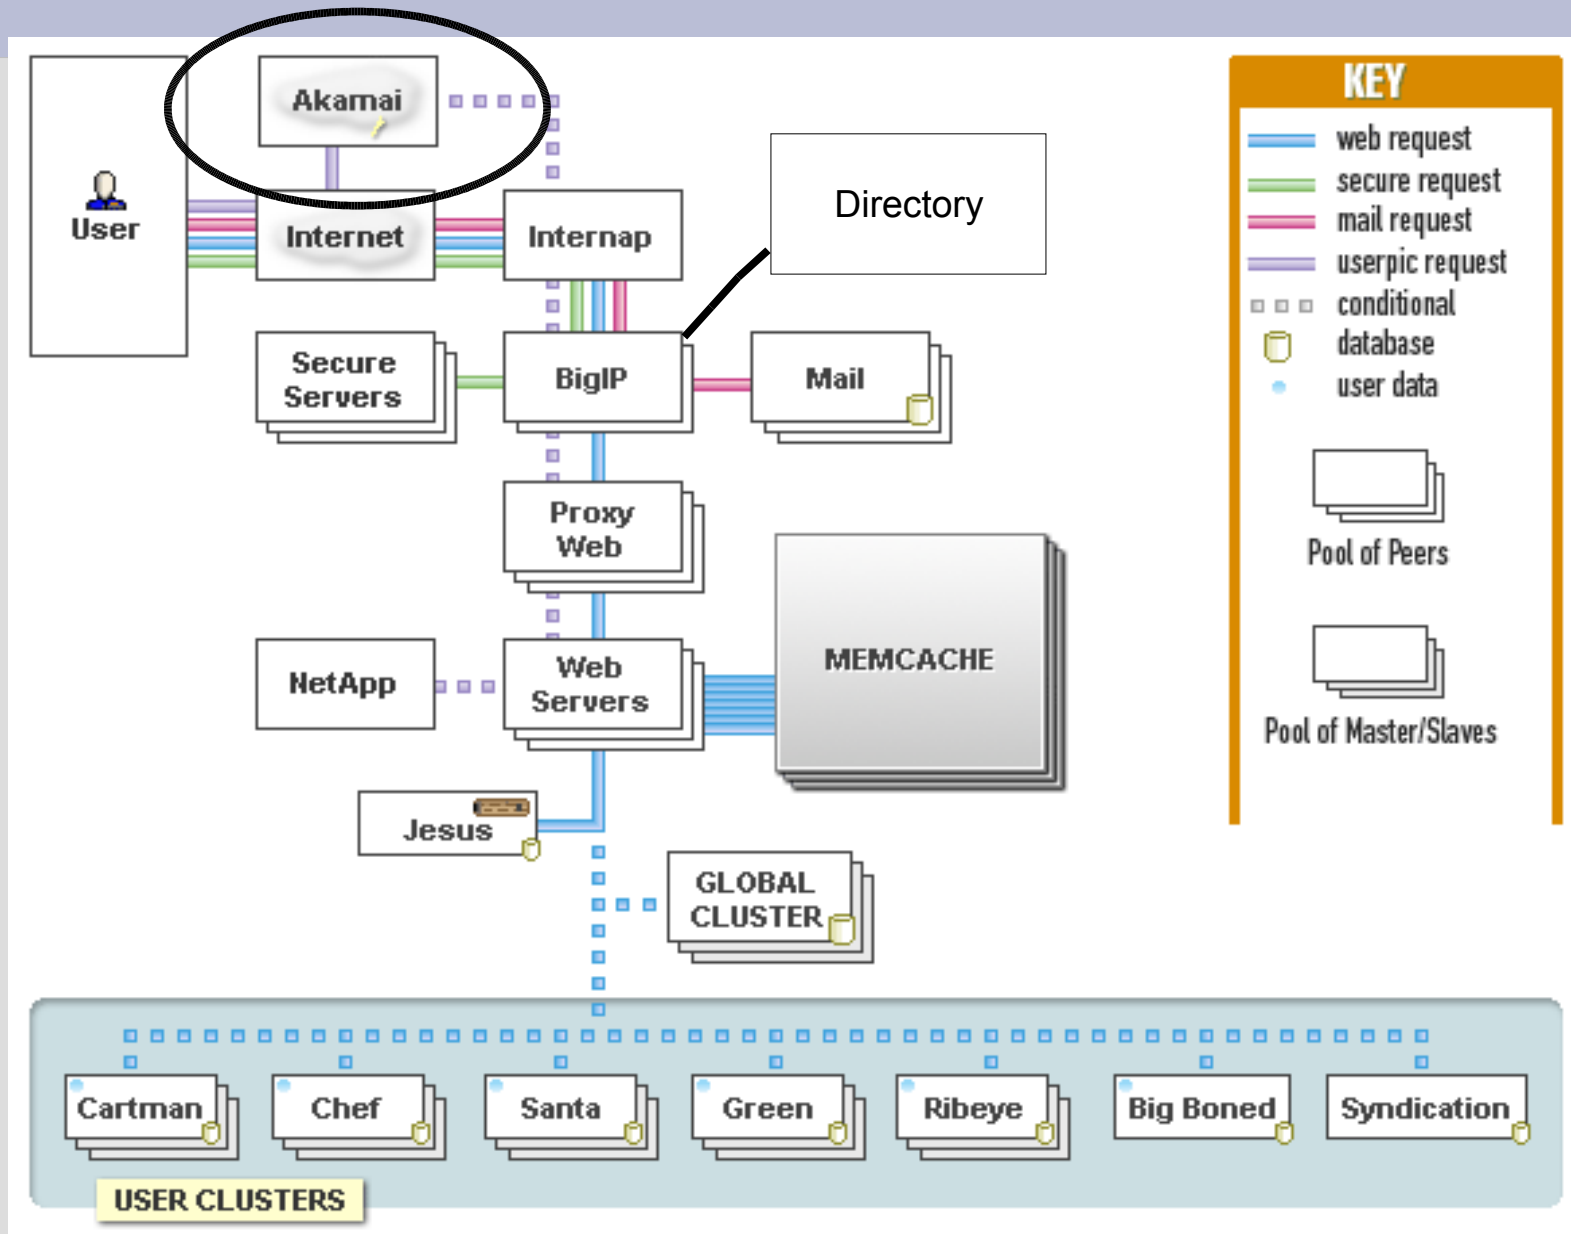 Akamai
User
Internet
Internap
Directory
Secure
Servers
BigIP
Mail
Proxy
Web
NetApp
Web
Servers
MEMCACHE
Jesus
GLOBAL
CLUSTER
Cartman
Chef
Santa
Green
Ribeye
Big Boned
Syndication
USER CLUSTERS
KEY
web request
secure request
mail request
userpic request
conditional
database
user data
Pool of Peers
Pool of Master/Slaves